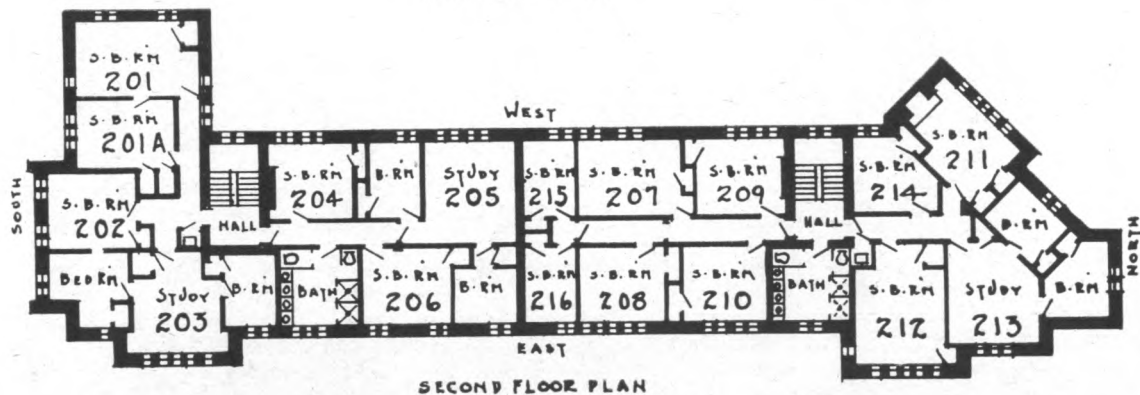 S.B.RM
201
S.B.RM
201A
WEST
S.B.RM
211
SOUTH
S.B.RM
202
HALL
S.B.RM
204
B.RM
STUDY
205
S.B.RM
215
S.B.RM
207
S.B.RM
209
HALL
S.B.RM
214
B.RM
NORTH
BEDRM
STUDY
203
B.RM
BATH
S.B.RM
206
B.RM
S.B.RM
216
S.B.RM
208
S.B.RM
210
BATH
S.B.RM
212
STUDY
213
B.RM
EAST
SECOND FLOOR PLAN